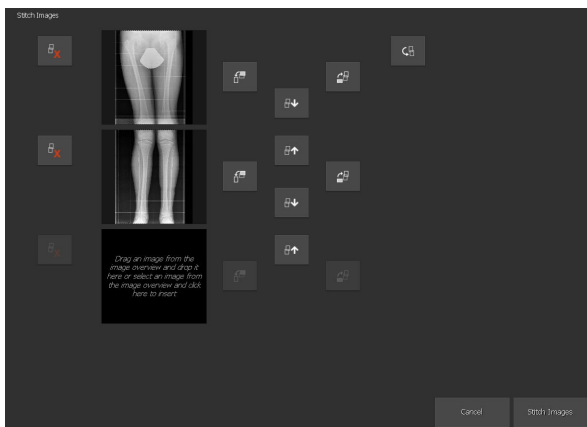 Stitch Images
Drag an image from the
image overview and drop it
here or select an image from
the image overview and click
here to insert
Cancel
Stitch Images